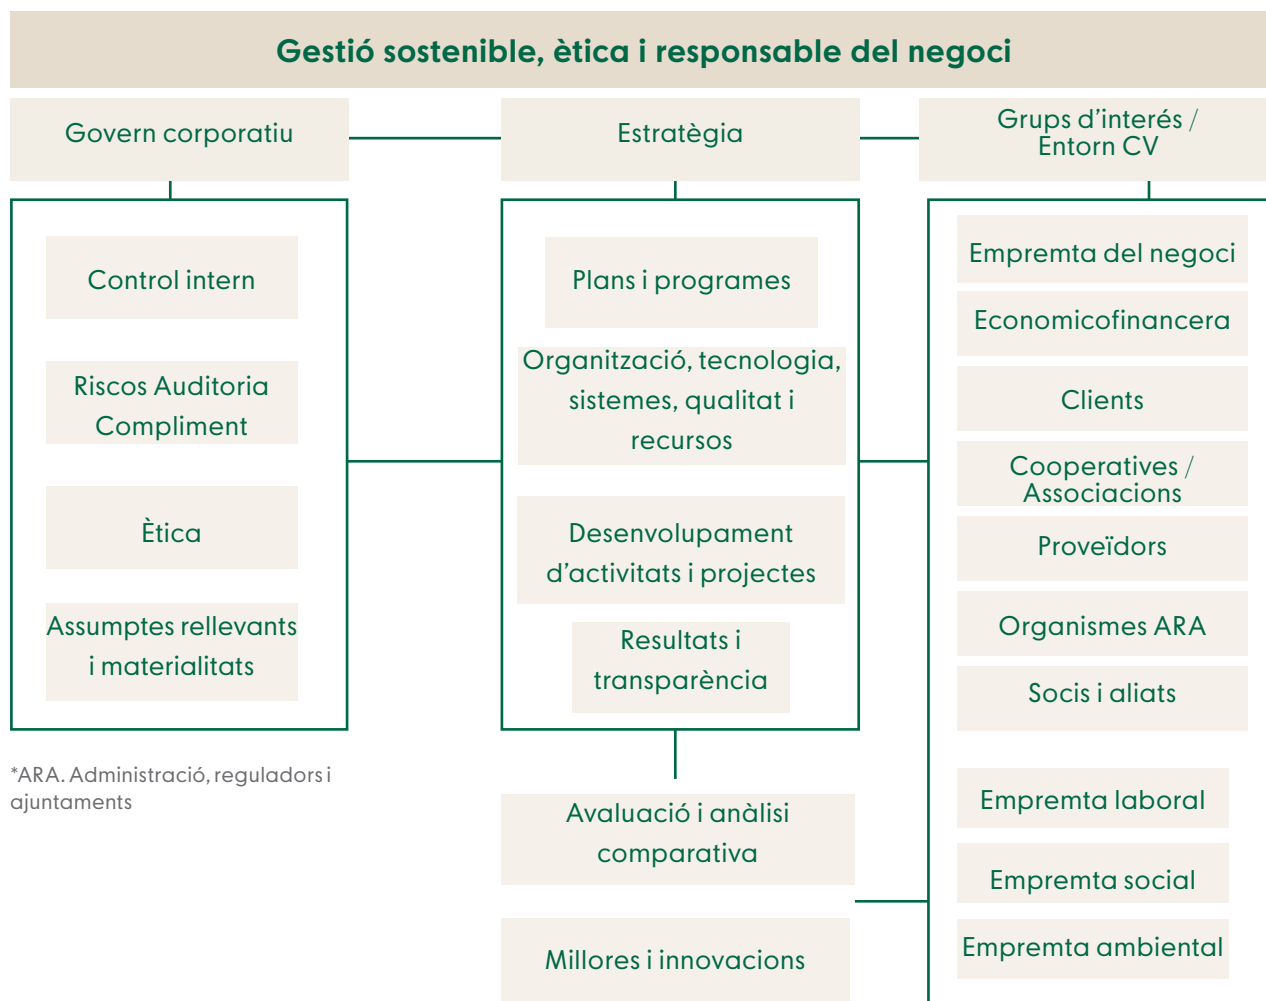 Gestió sostenible, ètica i responsable del negoci
Govern corporatiu
Estratègia
Grups d’interés /
Entorn CV
Control intern
Riscos Auditoria
Compliment
Ètica
Assumptes rellevants
i materialitats
*ARA. Administració, reguladors i
ajuntaments
Plans i programes
Organització, tecnologia,
sistemes, qualitat i
recursos
Desenvolupament
d’activitats i projectes
Resultats i
transparència
Avaluació i anàlisi
comparativa
Millores i innovacions
Empremta del negoci
Economicofinancera
Clients
Cooperatives /
Associacions
Proveïdors
Organismes ARA
Socis i aliats
Empremta laboral
Empremta social
Empremta ambiental